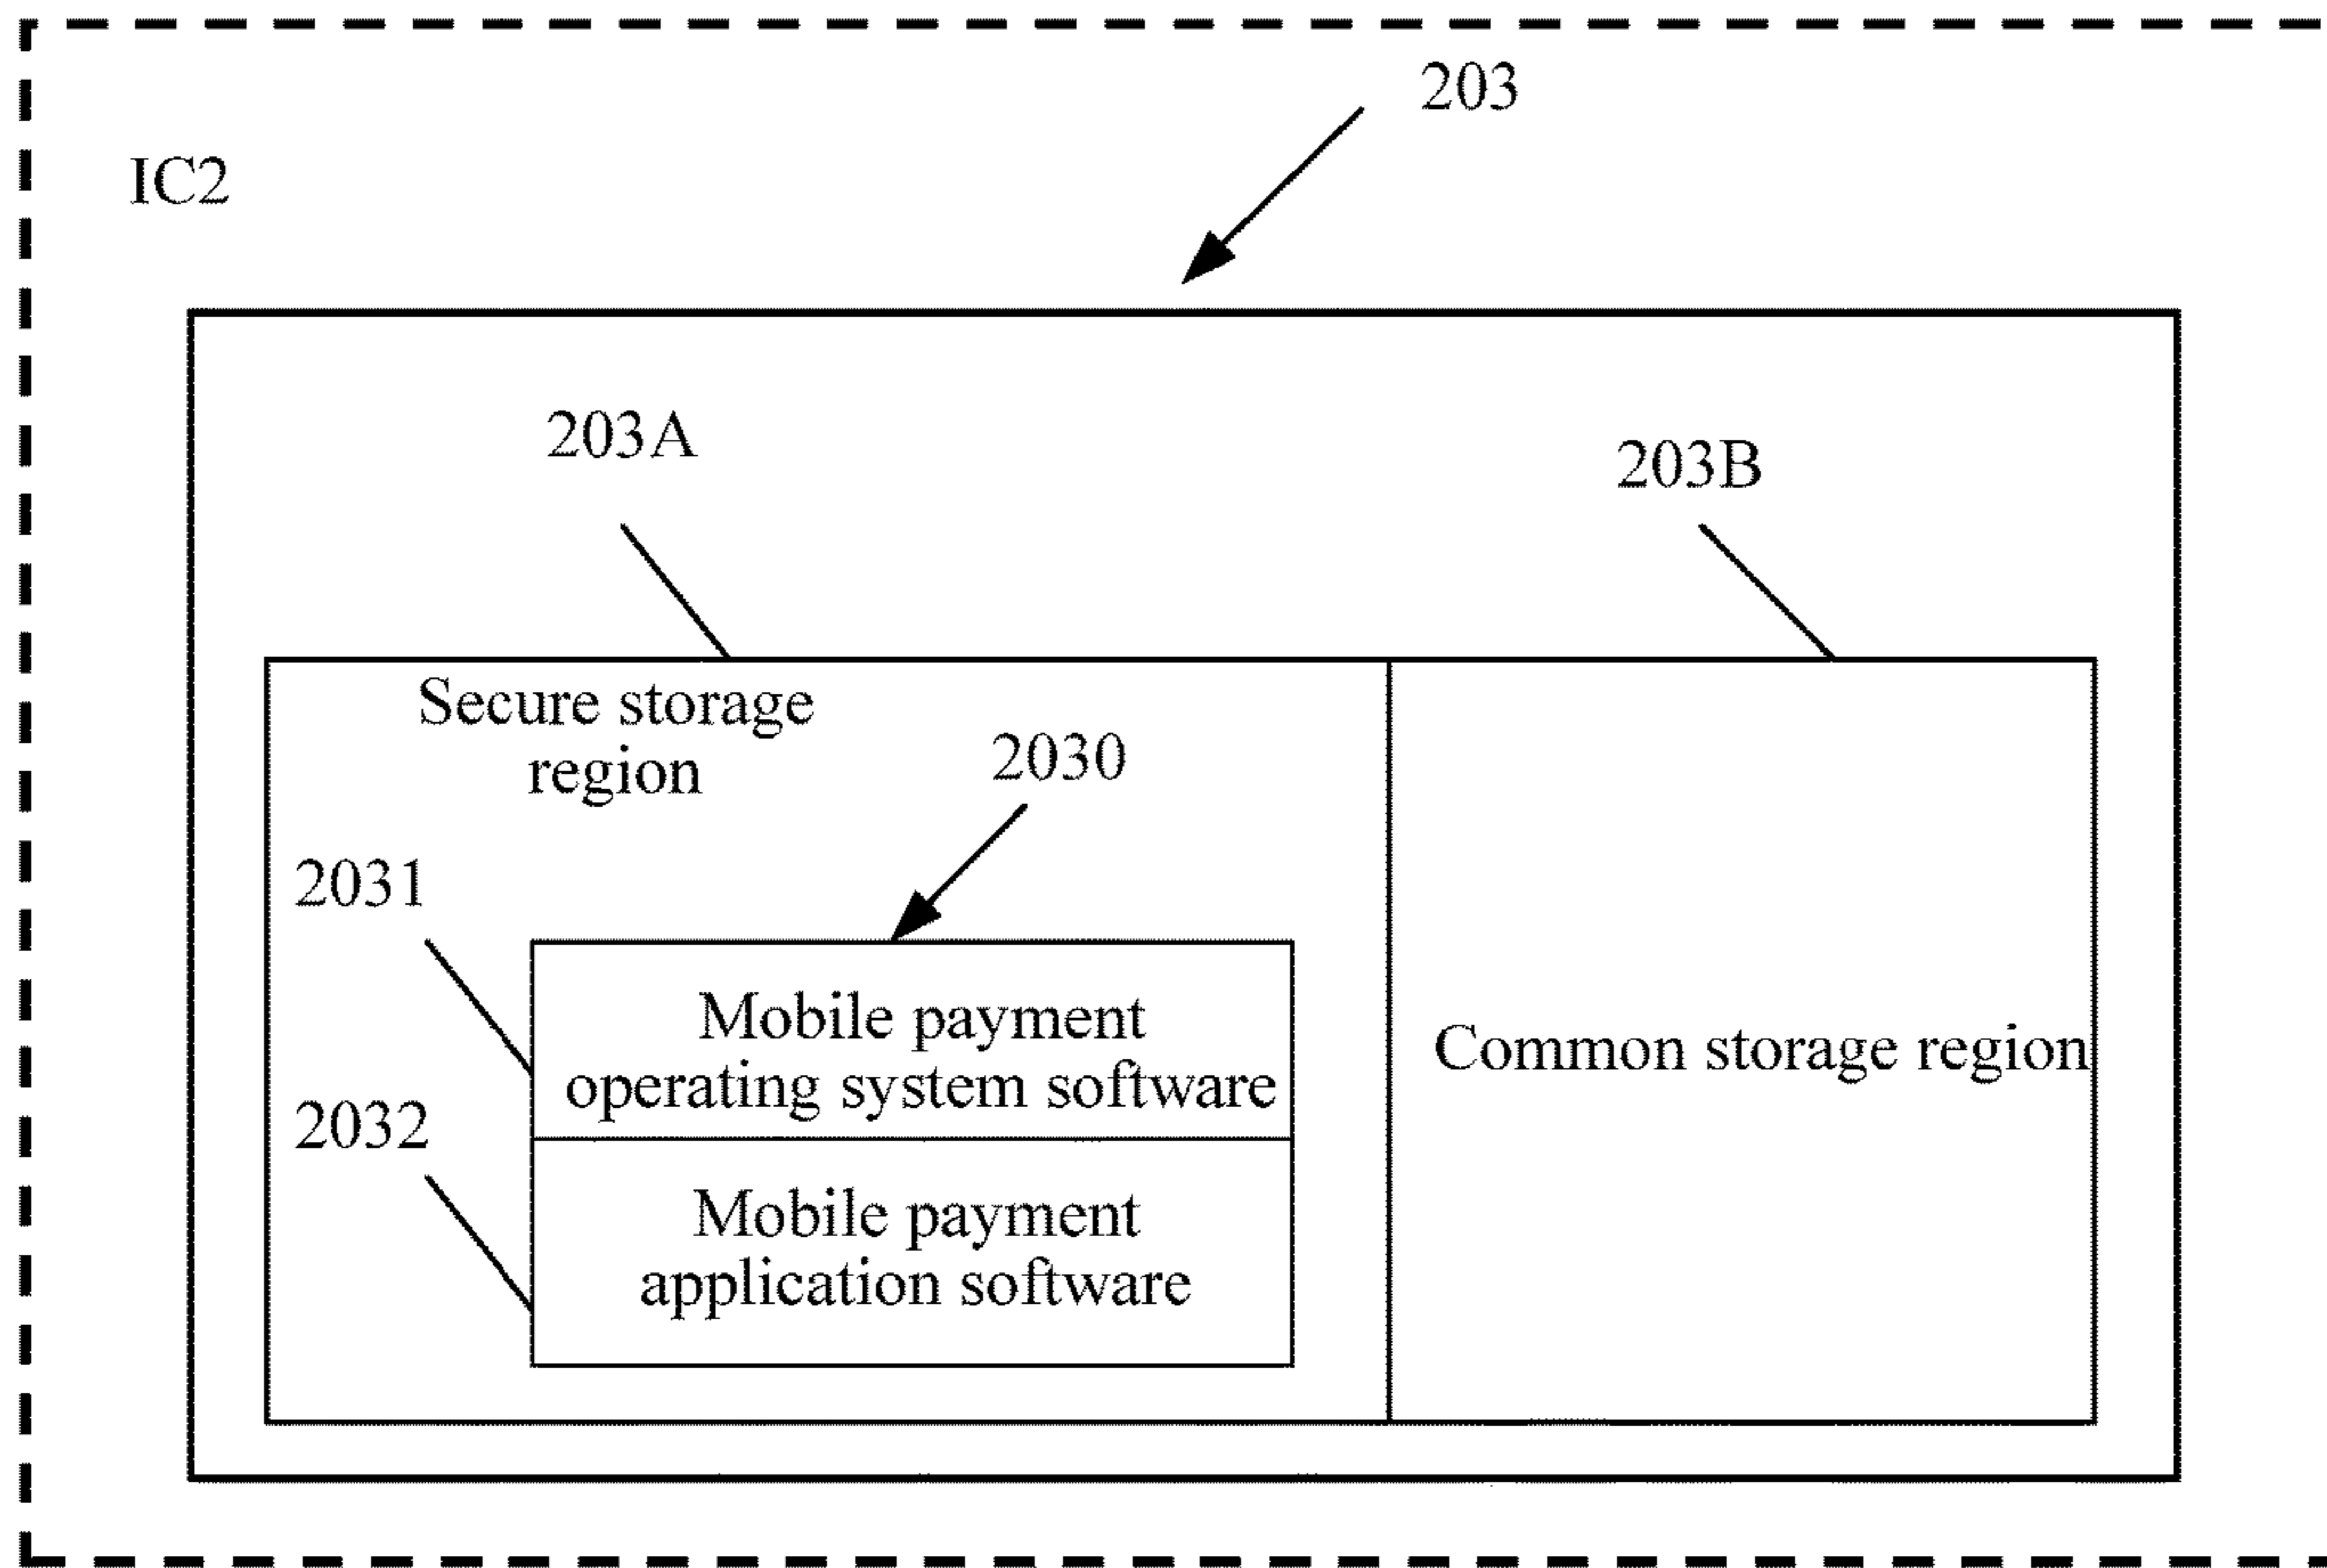 203
IC2
203A
203B
Secure storage
region
2030
2031
Mobile payment
operating system software
2032
Mobile payment
application software
Common storage region